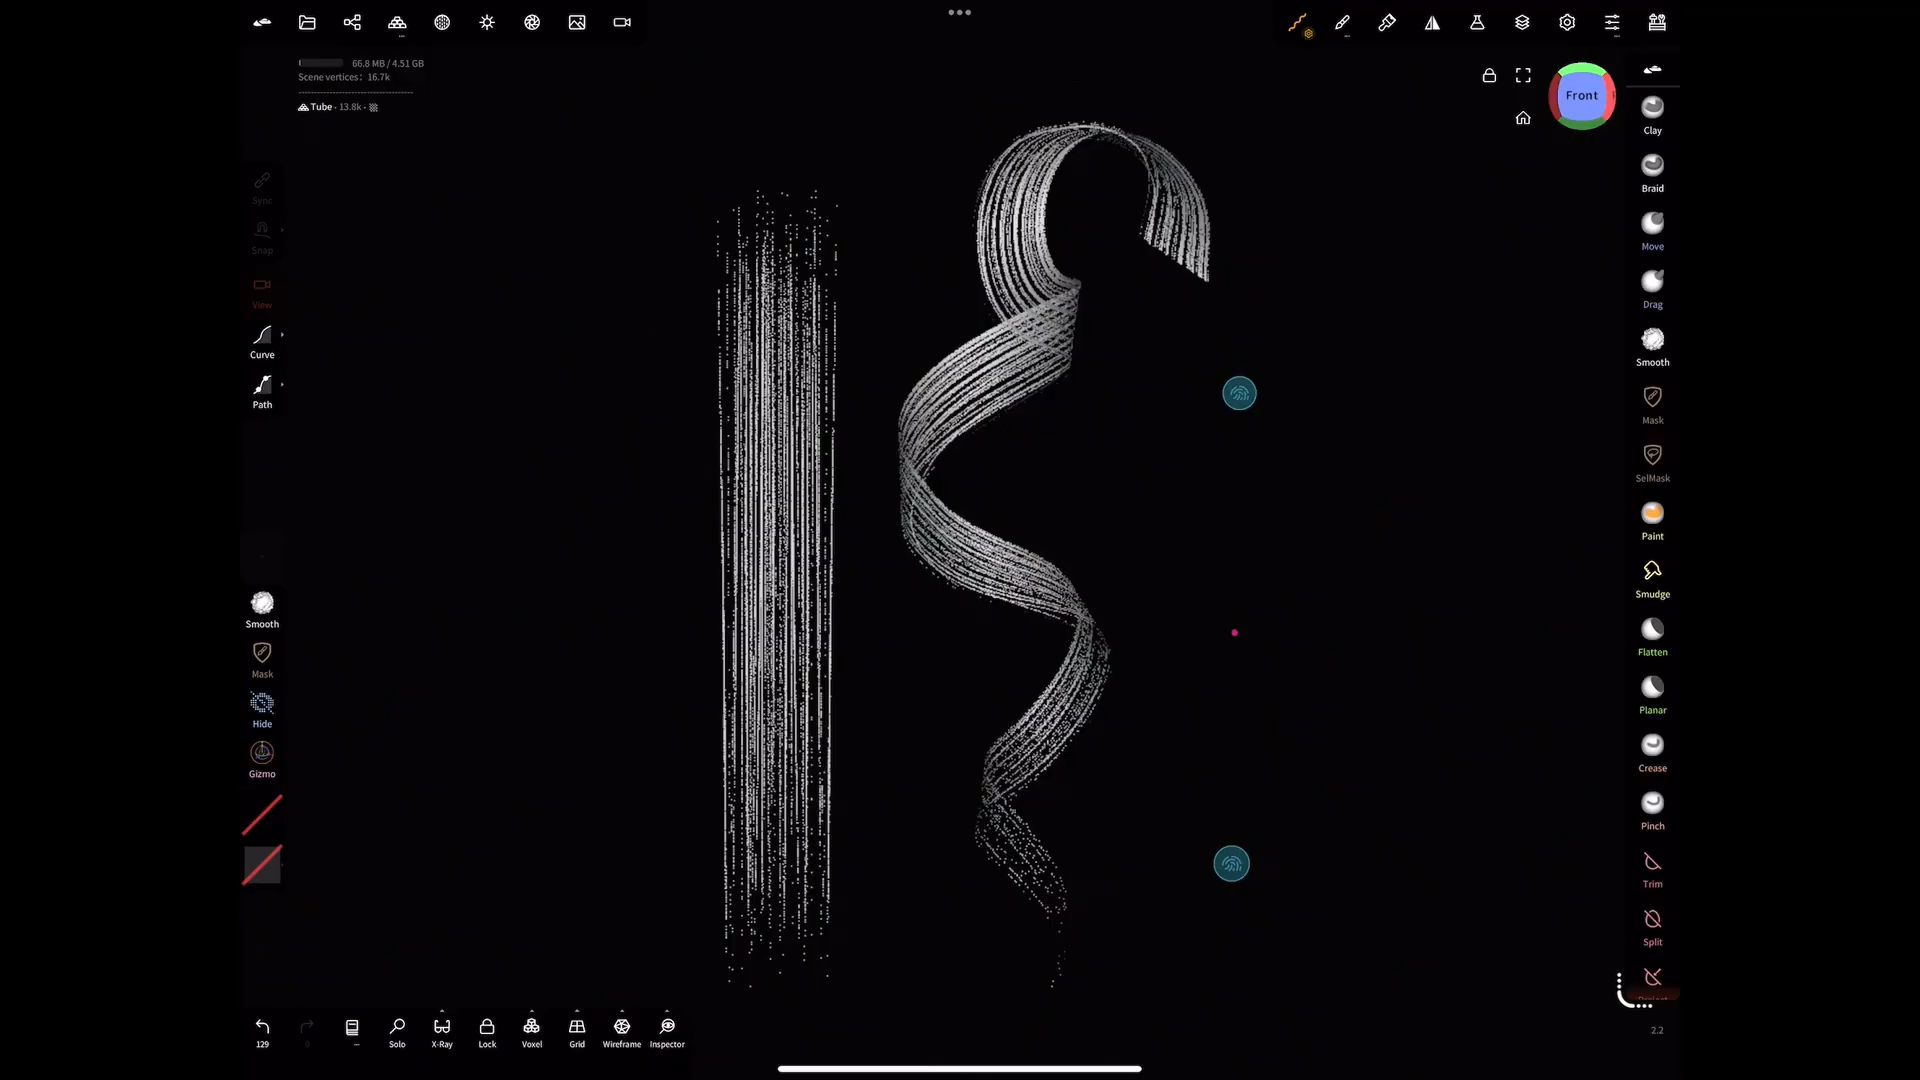 66.8 MB / 4.51 GB
Scene vertices: 16.7k
Tube · 13.8k ·
Front
Sync
Snap
View
Curve
Path
Smooth
Mask
Hide
Gizmo
Clay
Braid
Move
Drag
Smooth
Mask
SelMask
Paint
Smudge
Flatten
Planar
Crease
Pinch
Trim
Split
129
0
Solo
X-Ray
Lock
Voxel
Grid
Wireframe
Inspector
2.2